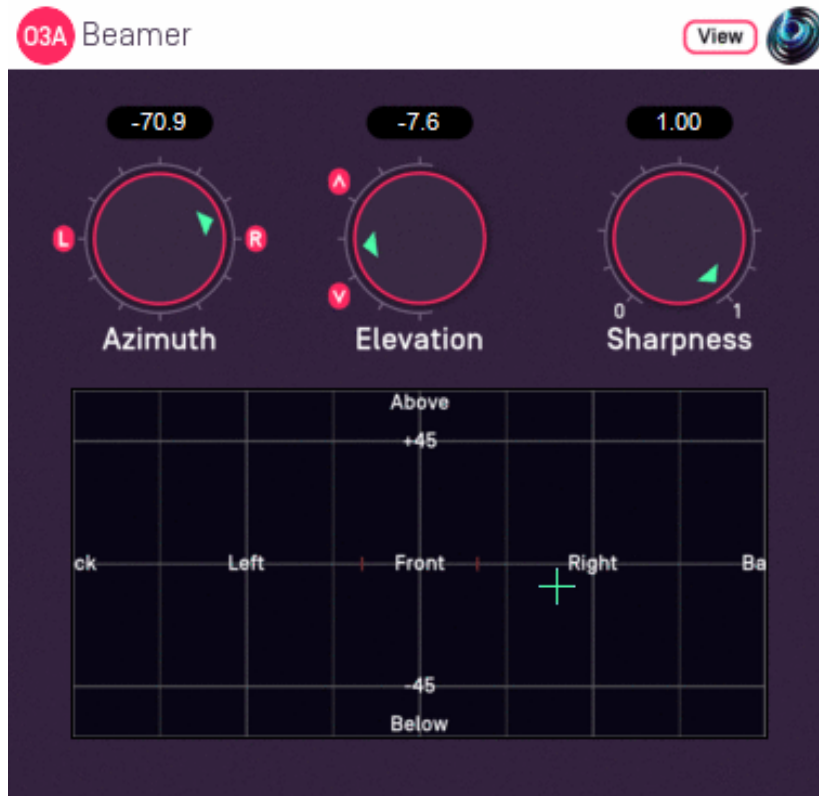 O3A Beamer View
-70.9 -7.6 1.00
L R
Λ
V
0 1
Azimuth Elevation Sharpness
Above
+45
ck Left Front Right Ba
-45
Below